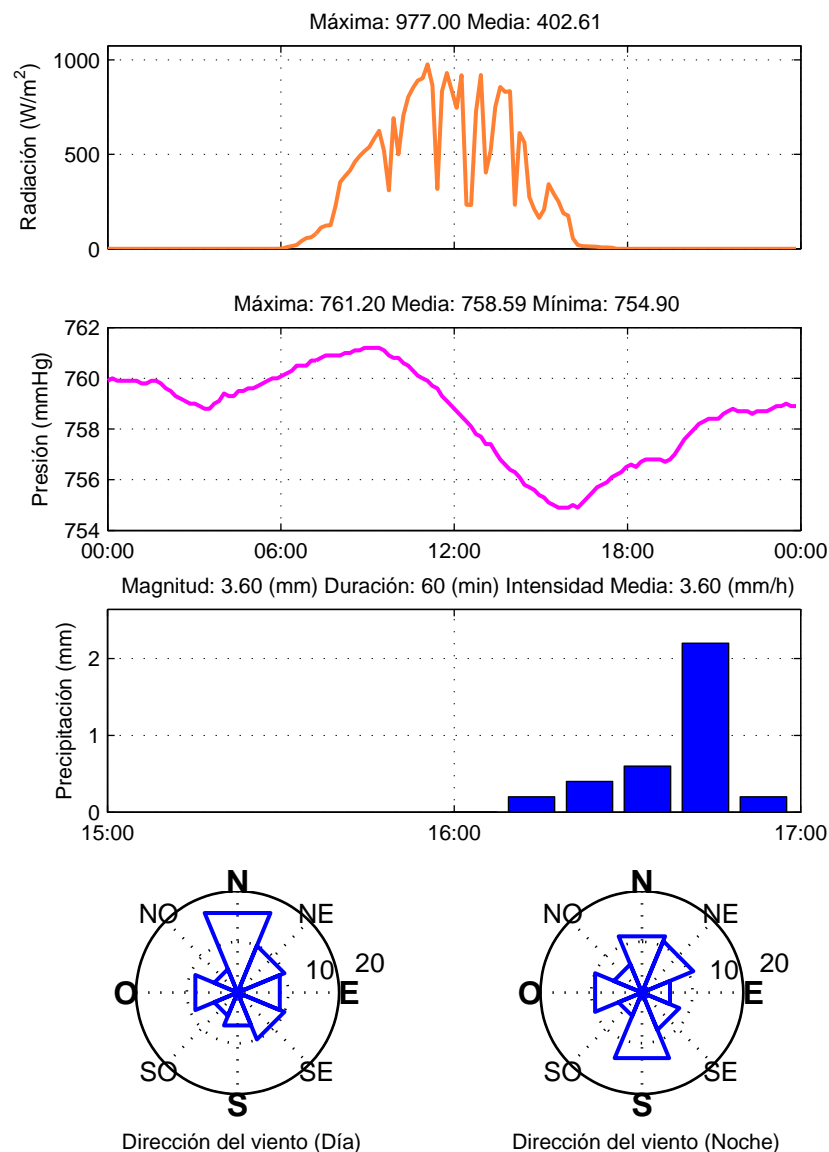 Máxima: 977.00 Media: 402.61
1000
500
0
Radiación (W/m²)
Máxima: 761.20 Media: 758.59 Mínima: 754.90
762
760
758
756
754
Presión (mmHg)
00:00 06:00 12:00 18:00 00:00
Magnitud: 3.60 (mm) Duración: 60 (min) Intensidad Media: 3.60 (mm/h)
2
1
0
Precipitación (mm)
15:00 16:00 17:00
N
NO NE
10 20
O E
SO SE
S
Dirección del viento (Día)
N
NO NE
10 20
O E
SO SE
S
Dirección del viento (Noche)